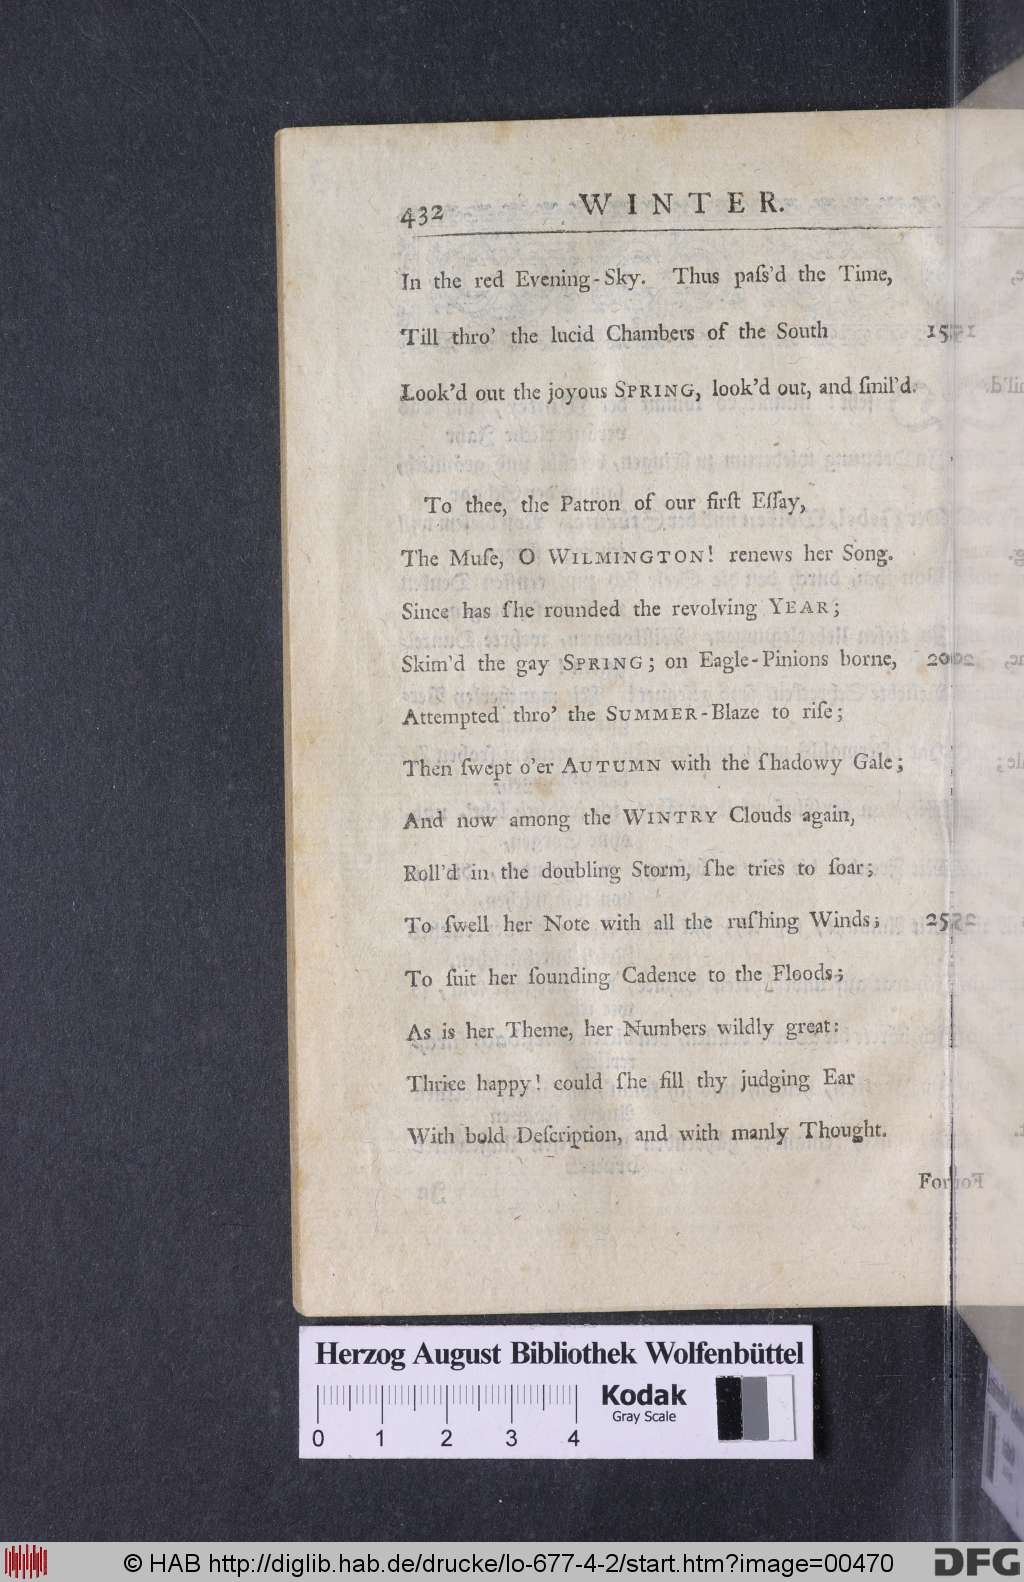 432 WINTER.
In the red Evening-Sky. Thus paſs'd the Time,
Till thro' the lucid Chambers of the South 15
Look'd out the joyous SPRING, look'd out, and ſmil'd.
To thee, the Patron of our firſt Eſſay,
The Muſe, O WILMINGTON! renews her Song.
Since has ſhe rounded the revolving YEAR;
Skim'd the gay SPRING; on Eagle-Pinions borne, 20
Attempted thro' the SUMMER-Blaze to riſe;
Then ſwept o'er AUTUMN with the ſhadowy Gale;
And now among the WINTRY Clouds again,
Roll'd in the doubling Storm, ſhe tries to ſoar;
To ſwell her Note with all the ruſhing Winds; 25
To ſuit her ſounding Cadence to the Floods;
As is her Theme, her Numbers wildly great:
Thrice happy! could ſhe fill thy judging Ear
With bold Deſcription, and with manly Thought.
For
Herzog August Bibliothek Wolfenbüttel
Kodak
Gray Scale
0 1 2 3 4
© HAB http://diglib.hab.de/drucke/lo-677-4-2/start.htm?image=00470
DFG